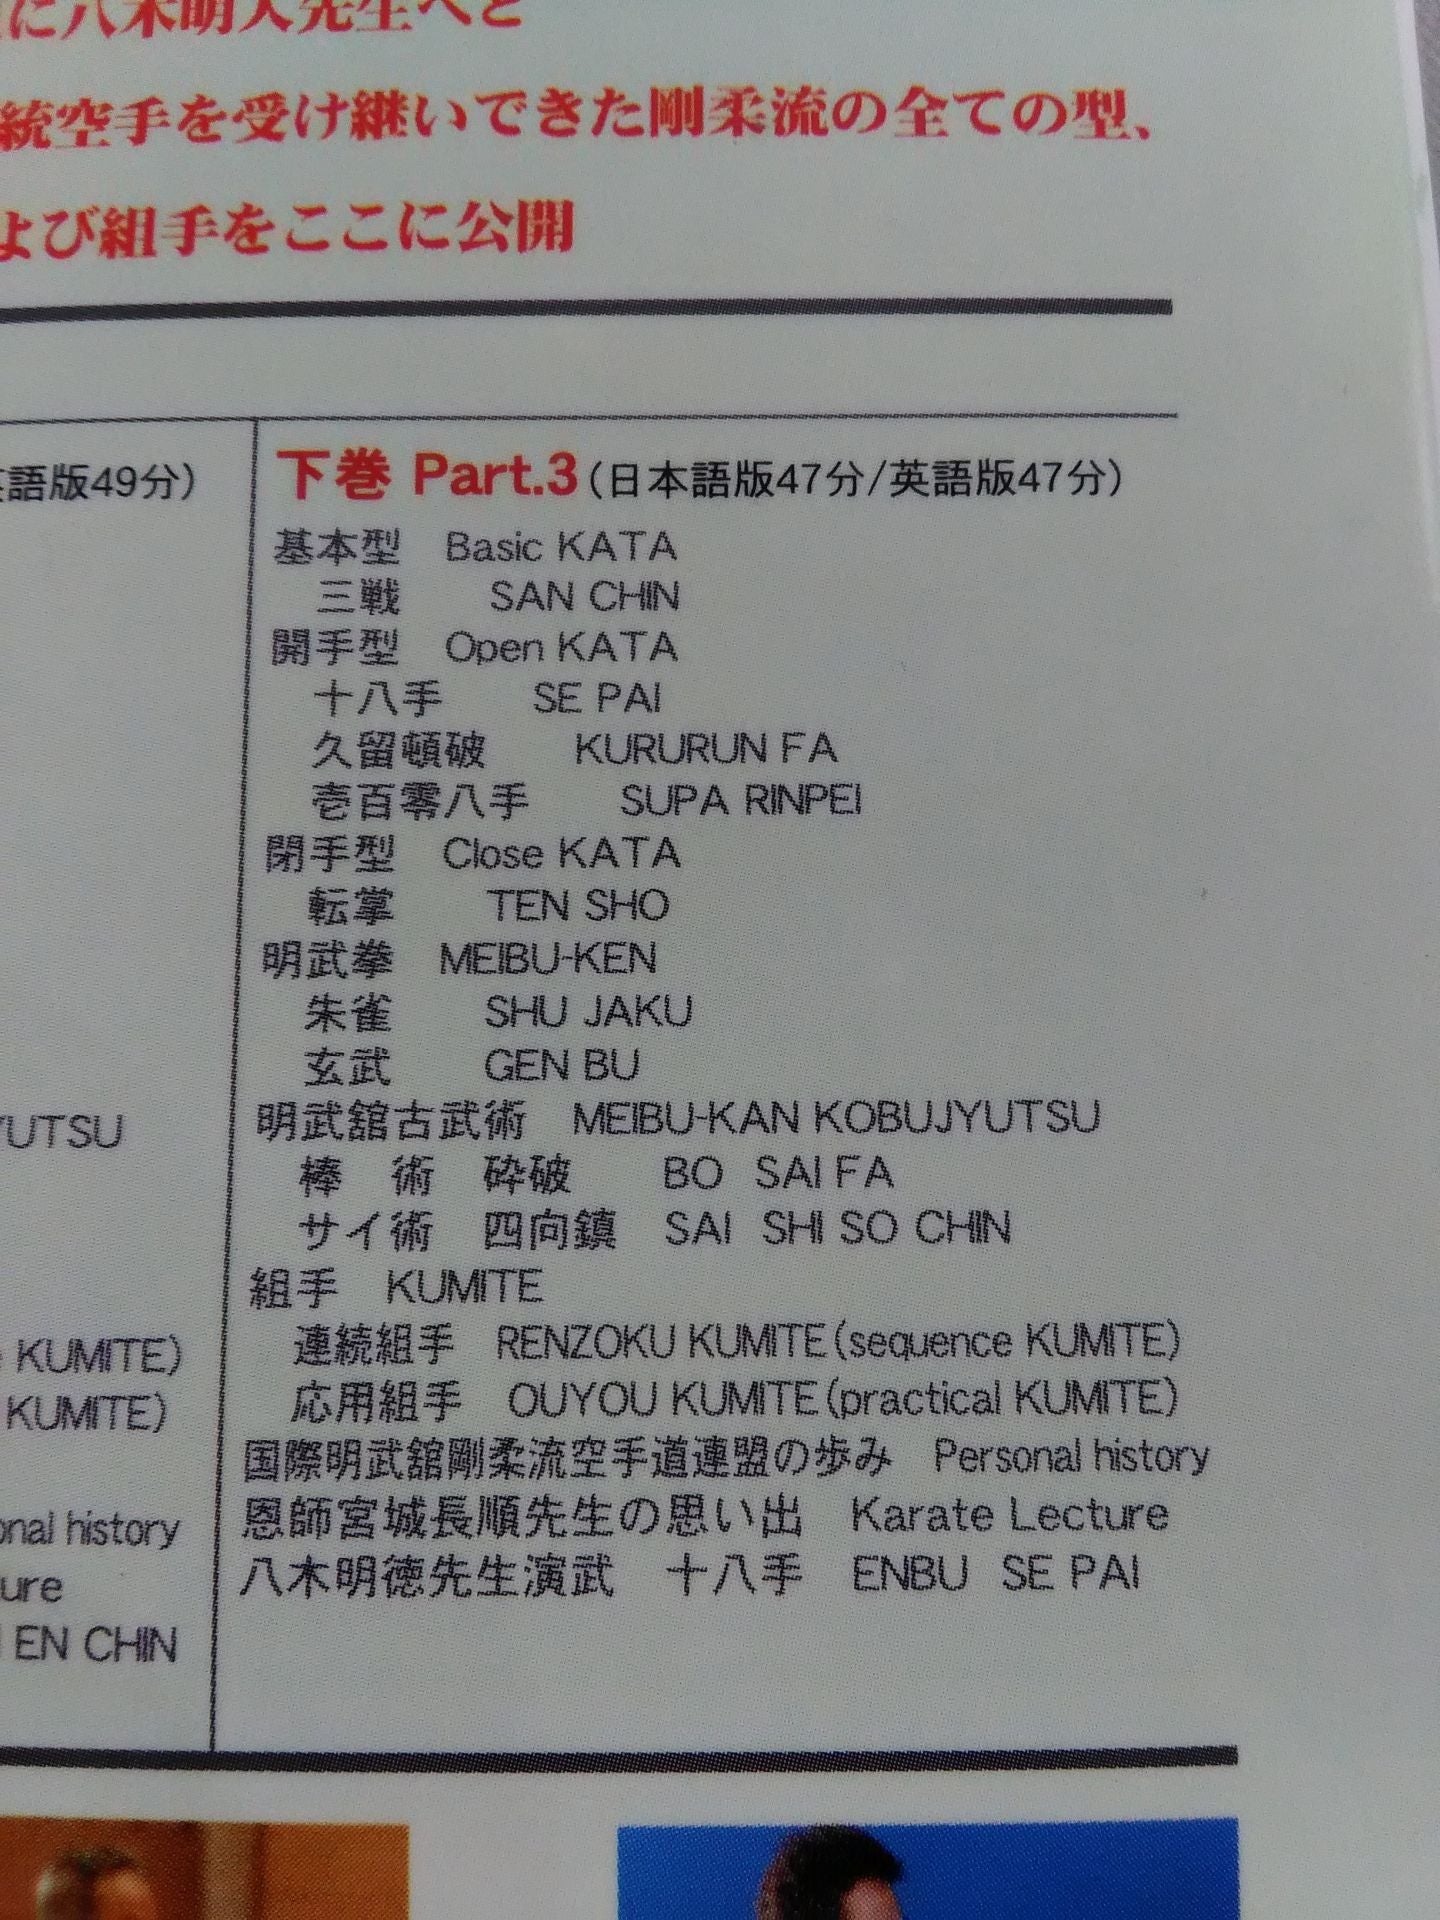 に八木明人先生へと
統空手を受け継いできた剛柔流の全ての型、
よび組手をここに公開
語版49分）
下巻 Part.3（日本語版47分/英語版47分）
基本型 Basic KATA
三戦 SAN CHIN
開手型 Open KATA
十八手 SE PAI
久留頓破 KURURUN FA
壱百零八手 SUPA RINPEI
閉手型 Close KATA
転掌 TEN SHO
明武拳 MEIBU-KEN
朱雀 SHU JAKU
玄武 GEN BU
YUTSU
明武舘古武術 MEIBU-KAN KOBUJYUTSU
棒 術 砕破 BO SAI FA
サイ術 四向鎮 SAI SHI SO CHIN
組手 KUMITE
KUMITE)
連続組手 RENZOKU KUMITE(sequence KUMITE)
KUMITE)
応用組手 OUYOU KUMITE(practical KUMITE)
国際明武舘剛柔流空手道連盟の歩み Personal history
onal history
恩師宮城長順先生の思い出 Karate Lecture
ure
八木明徳先生演武 十八手 ENBU SE PAI
EN CHIN